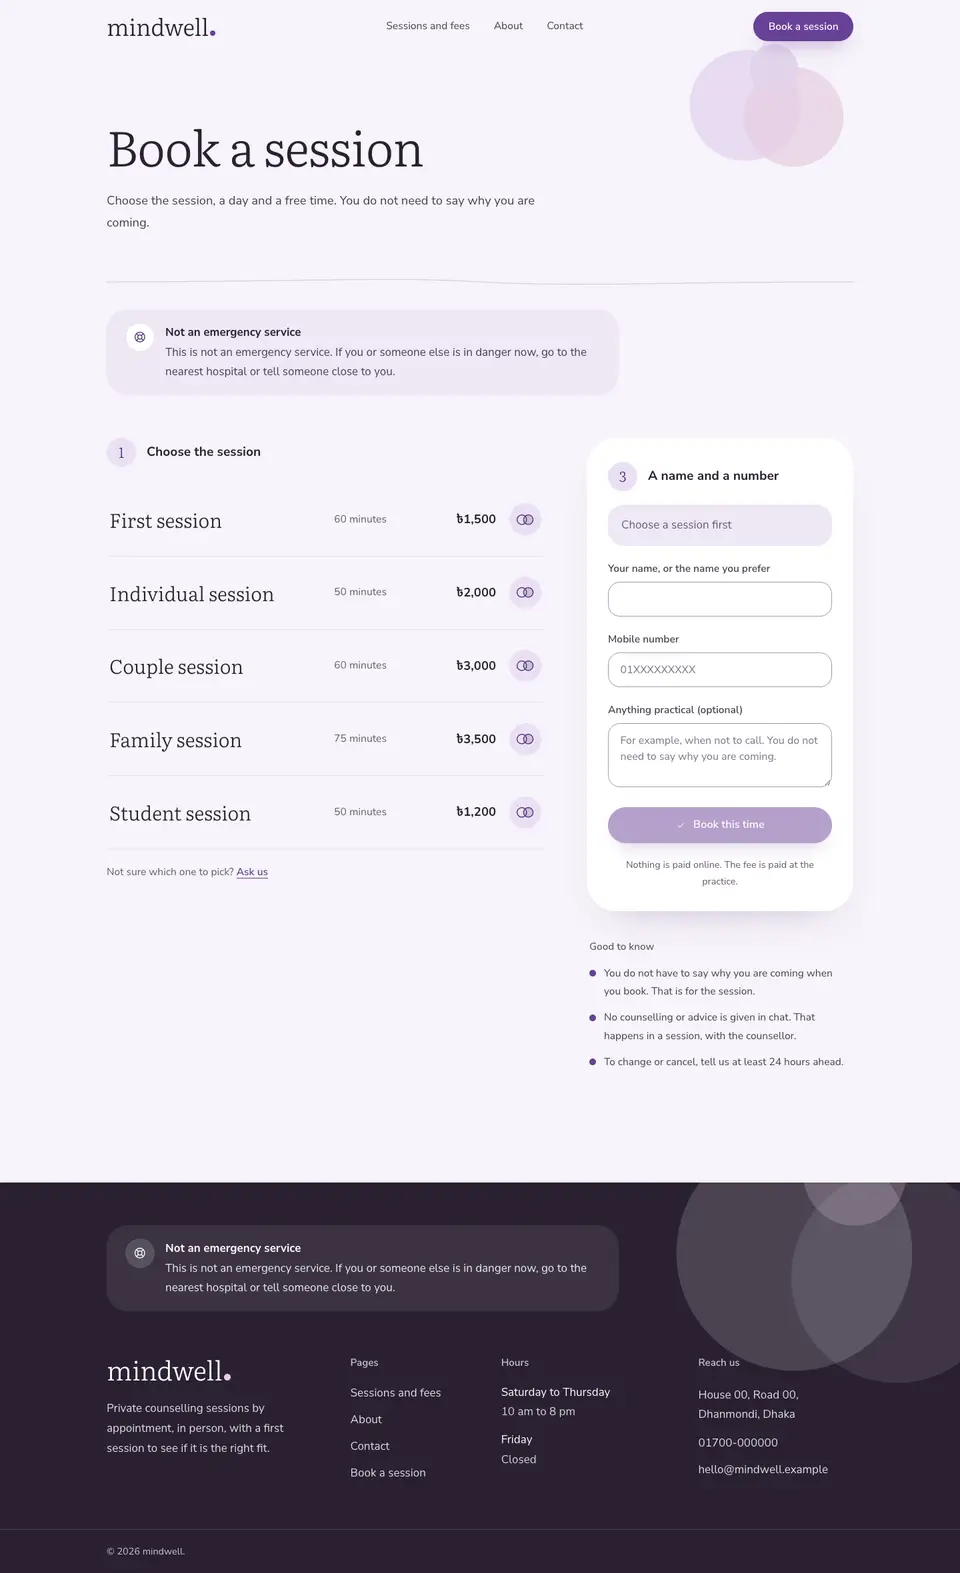 mindwell.
Sessions and fees
About
Contact
Book a session
Book a session
Choose the session, a day and a free time. You do not need to say why you are
coming.
Not an emergency service
This is not an emergency service. If you or someone else is in danger now, go to the
nearest hospital or tell someone close to you.
1
Choose the session
First session
60 minutes
৳1,500
Individual session
50 minutes
৳2,000
Couple session
60 minutes
৳3,000
Family session
75 minutes
৳3,500
Student session
50 minutes
৳1,200
Not sure which one to pick? Ask us
3
A name and a number
Choose a session first
Your name, or the name you prefer
Mobile number
01XXXXXXXXX
Anything practical (optional)
For example, when not to call. You do not
need to say why you are coming.
Book this time
Nothing is paid online. The fee is paid at the
practice.
Good to know
You do not have to say why you are coming when
you book. That is for the session.
No counselling or advice is given in chat. That
happens in a session, with the counsellor.
To change or cancel, tell us at least 24 hours ahead.
Not an emergency service
This is not an emergency service. If you or someone else is in danger now, go to the
nearest hospital or tell someone close to you.
mindwell.
Private counselling sessions by
appointment, in person, with a first
session to see if it is the right fit.
Pages
Sessions and fees
About
Contact
Book a session
Hours
Saturday to Thursday
10 am to 8 pm
Friday
Closed
Reach us
House 00, Road 00,
Dhanmondi, Dhaka
01700-000000
hello@mindwell.example
© 2026 mindwell.